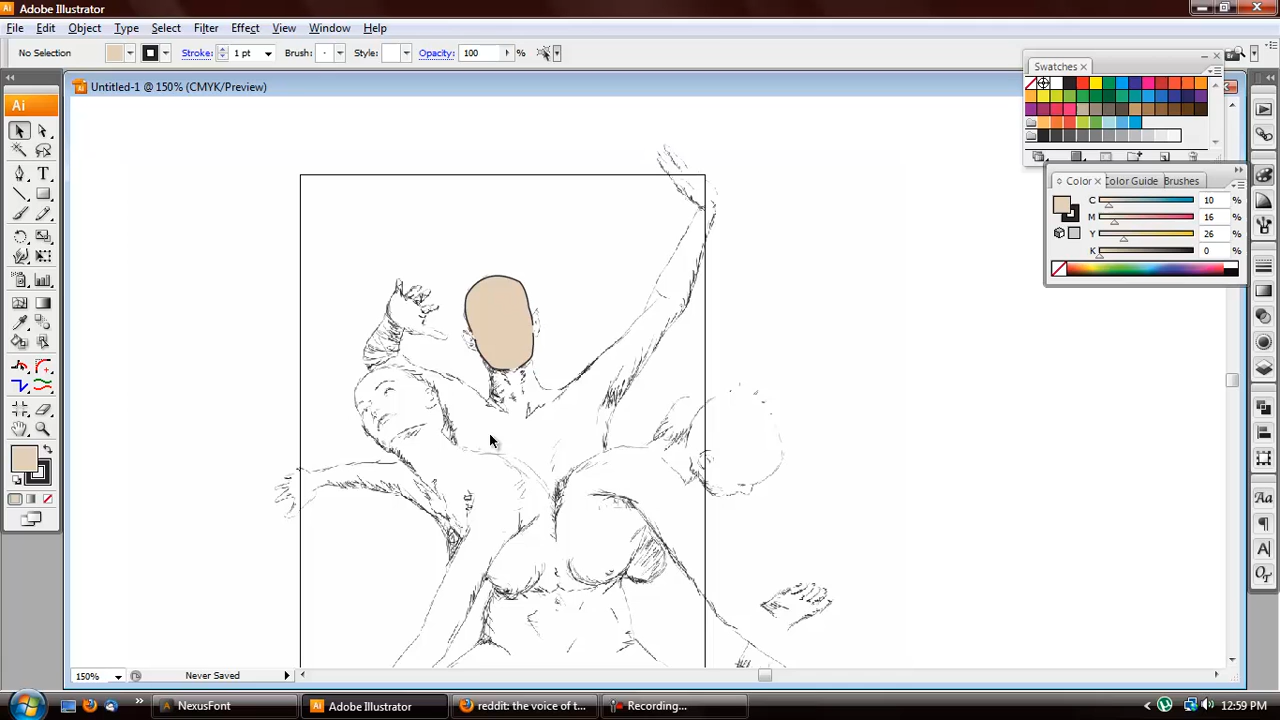 Adobe Illustrator
File Edit Object Type Select Filter Effect View Window Help
No Selection Stroke: 1 pt Brush: Style: Opacity: 100 %
Untitled-1 @ 150% (CMYK/Preview)
Ai
Swatches
Color Color Guide Brushes
C 10 %
M 16 %
Y 26 %
K 0 %
150% Never Saved
NexusFont Adobe Illustrator reddit: the voice of t... Recording... 12:59 PM